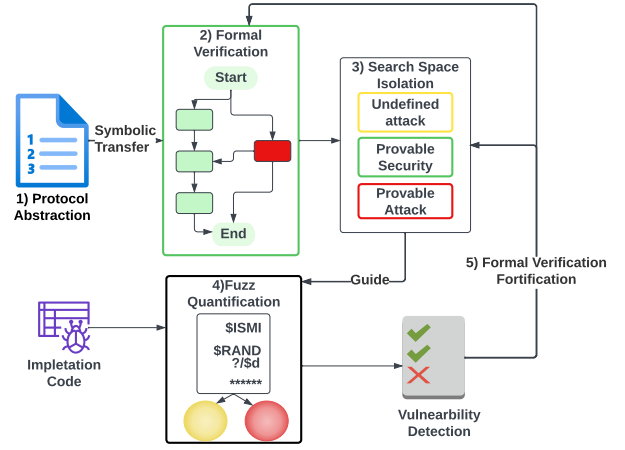 2) Formal
Verification
Start
End
3) Search Space
Isolation
Undefined
attack
Provable
Security
Provable
Attack
1
2
3
Symbolic
Transfer
1) Protocol
Abstraction
Guide
5) Formal Verification
Fortification
4)Fuzz
Quantification
$ISMI
$RAND
?/$d
******
Impletation
Code
Vulnearbility
Detection